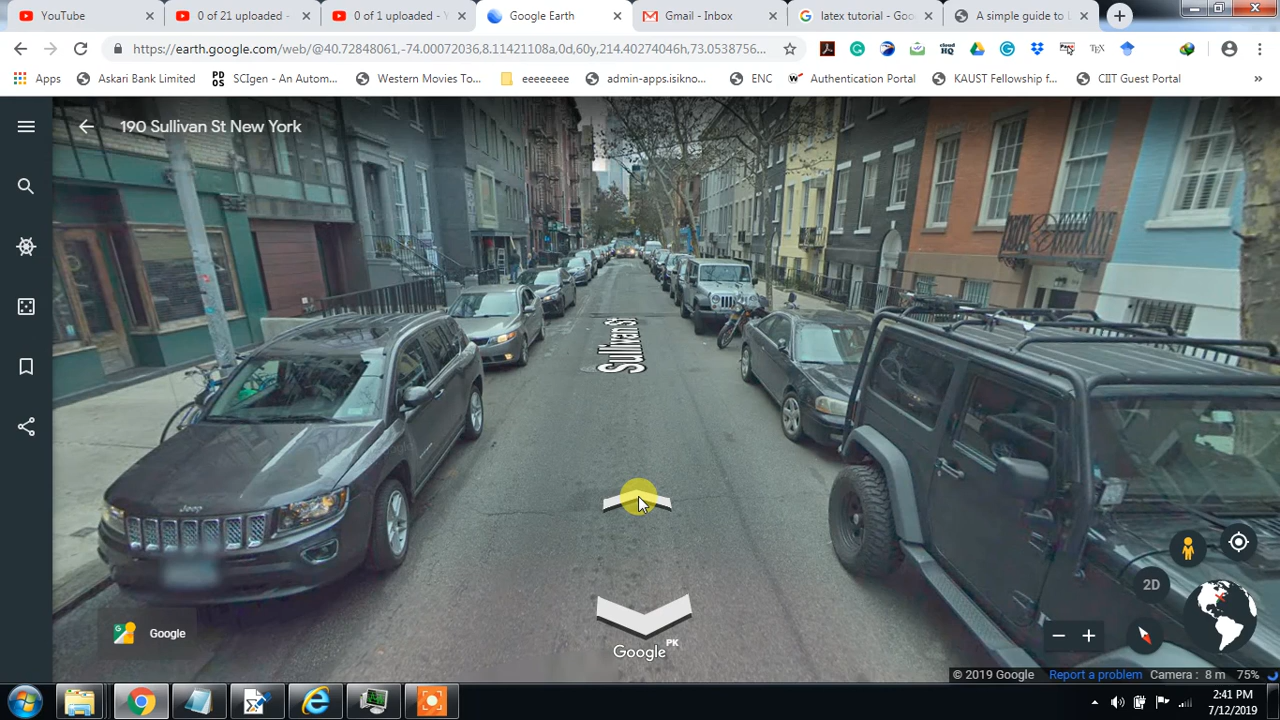 YouTube
0 of 21 uploaded -
0 of 1 uploaded - Y
Google Earth
Gmail - Inbox
latex tutorial - Goo
A simple guide to L
https://earth.google.com/web/@40.72848061,-74.00072036,8.11421108a,0d,60y,214.40274046h,73.0538756...
Apps
Askari Bank Limited
PD
OS
SCIgen - An Autom...
Western Movies To...
eeeeeee
admin-apps.isikno...
ENC
Authentication Portal
KAUST Fellowship f...
CIIT Guest Portal
»
190 Sullivan St New York
Sullivan St
Jeep
2D
Google
Google PK
© 2019 Google
Report a problem
Camera : 8 m
75%
2:41 PM
7/12/2019